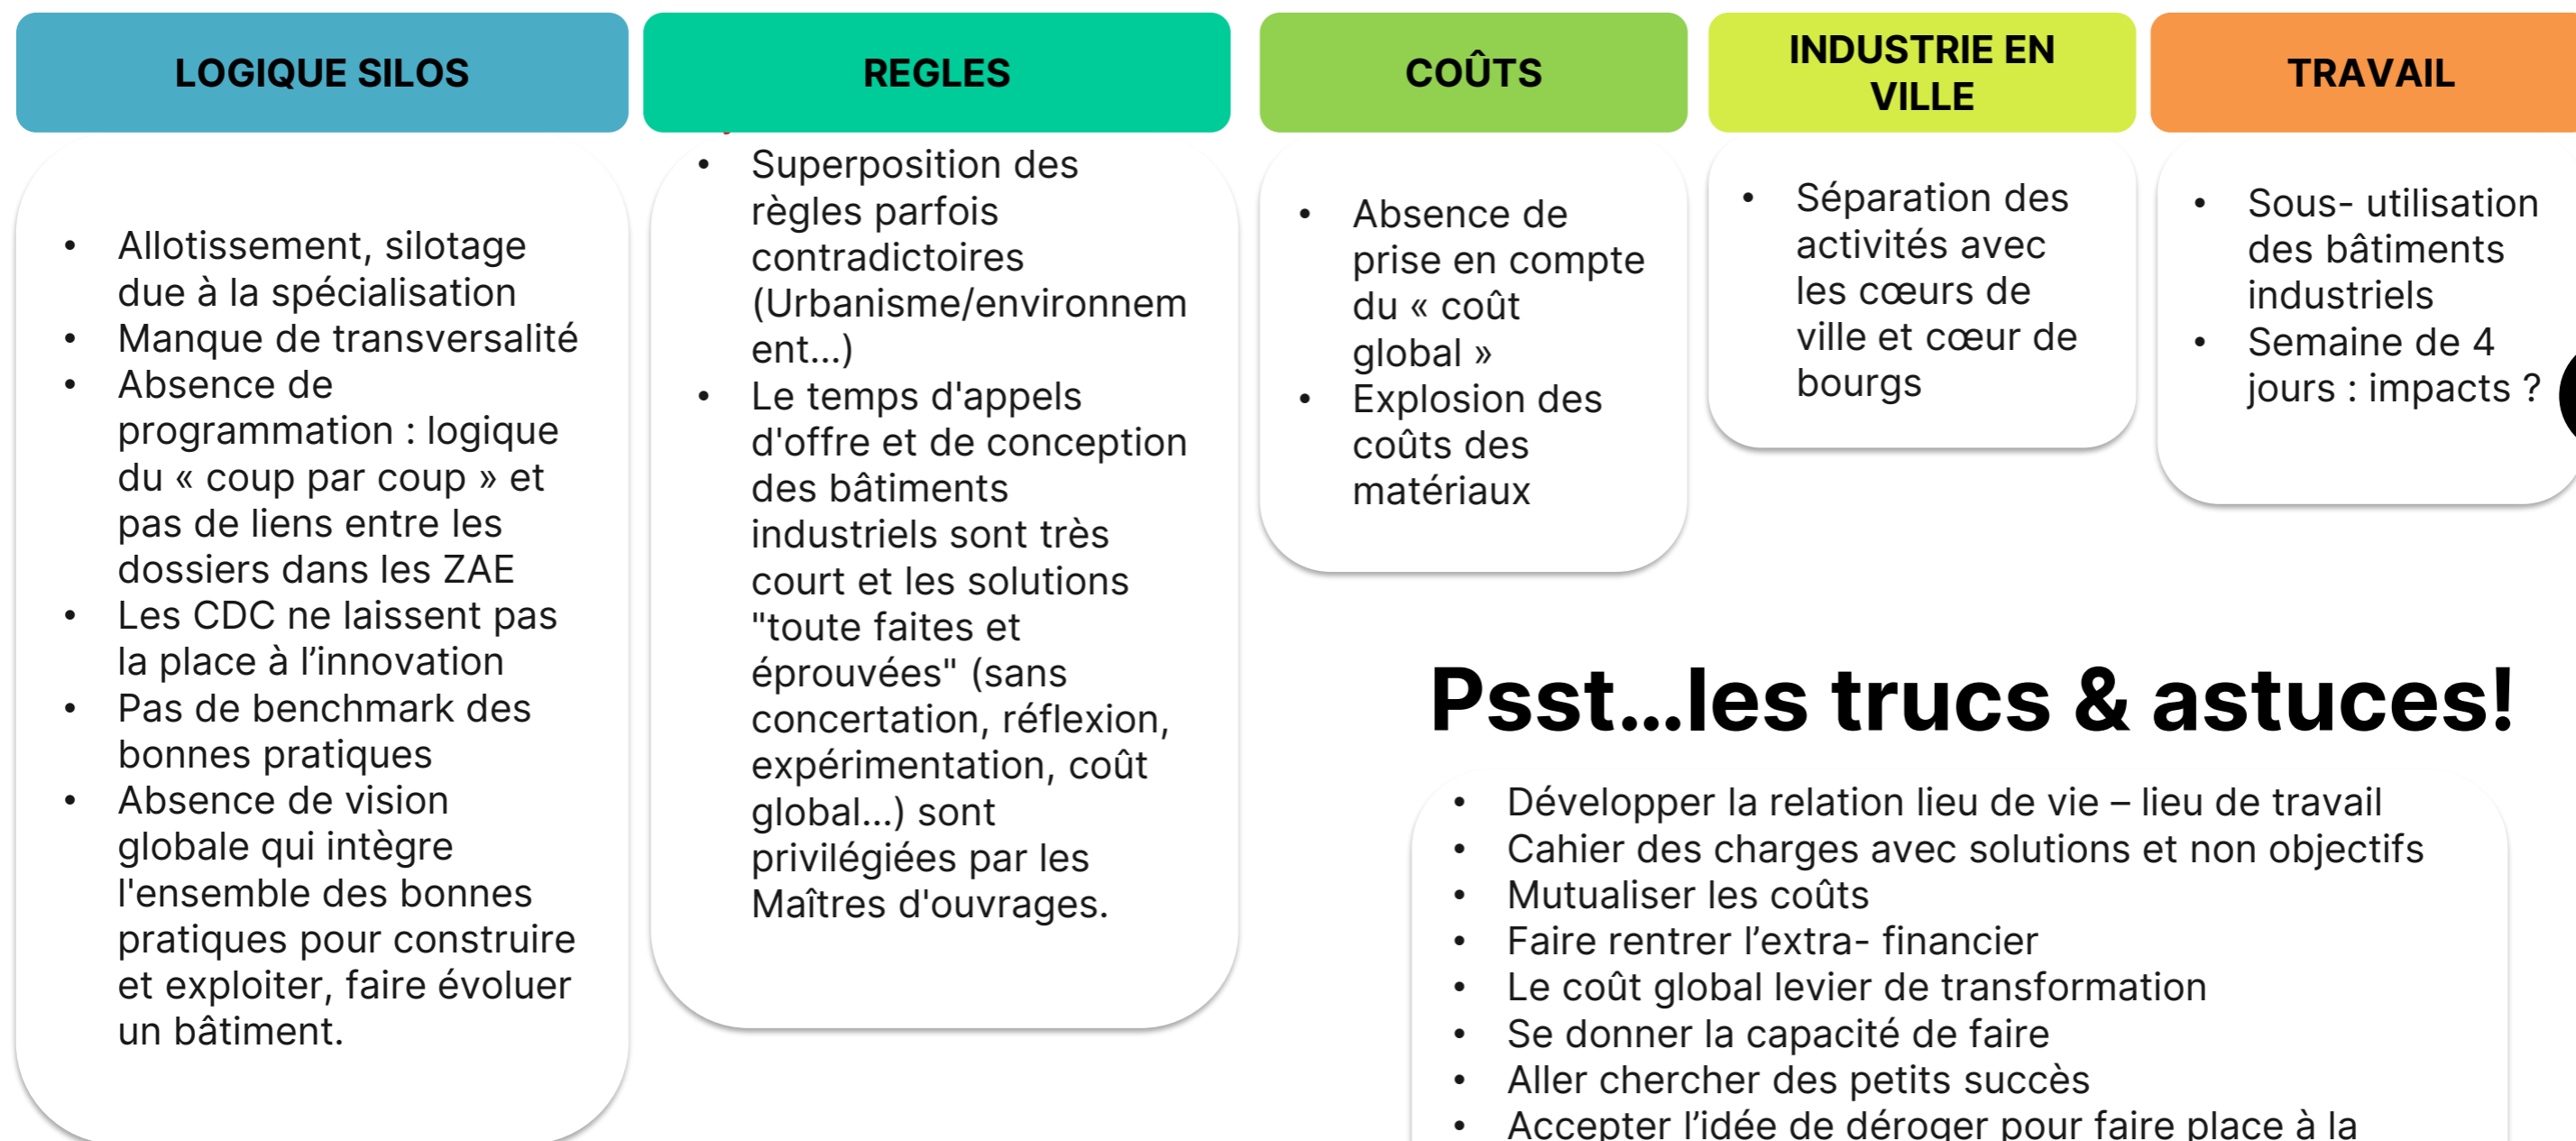 LOGIQUE SILOS
• Allotissement, silotage
due à la spécialisation
• Manque de transversalité
• Absence de
programmation : logique
du « coup par coup » et
pas de liens entre les
dossiers dans les ZAE
• Les CDC ne laissent pas
la place à l’innovation
• Pas de benchmark des
bonnes pratiques
• Absence de vision
globale qui intègre
l'ensemble des bonnes
pratiques pour construire
et exploiter, faire évoluer
un bâtiment.
REGLES
• Superposition des
règles parfois
contradictoires
(Urbanisme/environnem
ent...)
• Le temps d'appels
d'offre et de conception
des bâtiments
industriels sont très
court et les solutions
"toute faites et
éprouvées" (sans
concertation, réflexion,
expérimentation, coût
global...) sont
privilégiées par les
Maîtres d'ouvrages.
COÛTS
• Absence de
prise en compte
du « coût
global »
• Explosion des
coûts des
matériaux
INDUSTRIE EN
VILLE
• Séparation des
activités avec
les cœurs de
ville et cœur de
bourgs
TRAVAIL
• Sous- utilisation
des bâtiments
industriels
• Semaine de 4
jours : impacts ?
Psst...les trucs & astuces!
• Développer la relation lieu de vie – lieu de travail
• Cahier des charges avec solutions et non objectifs
• Mutualiser les coûts
• Faire rentrer l’extra- financier
• Le coût global levier de transformation
• Se donner la capacité de faire
• Aller chercher des petits succès
• Accepter l’idée de déroger pour faire place à la